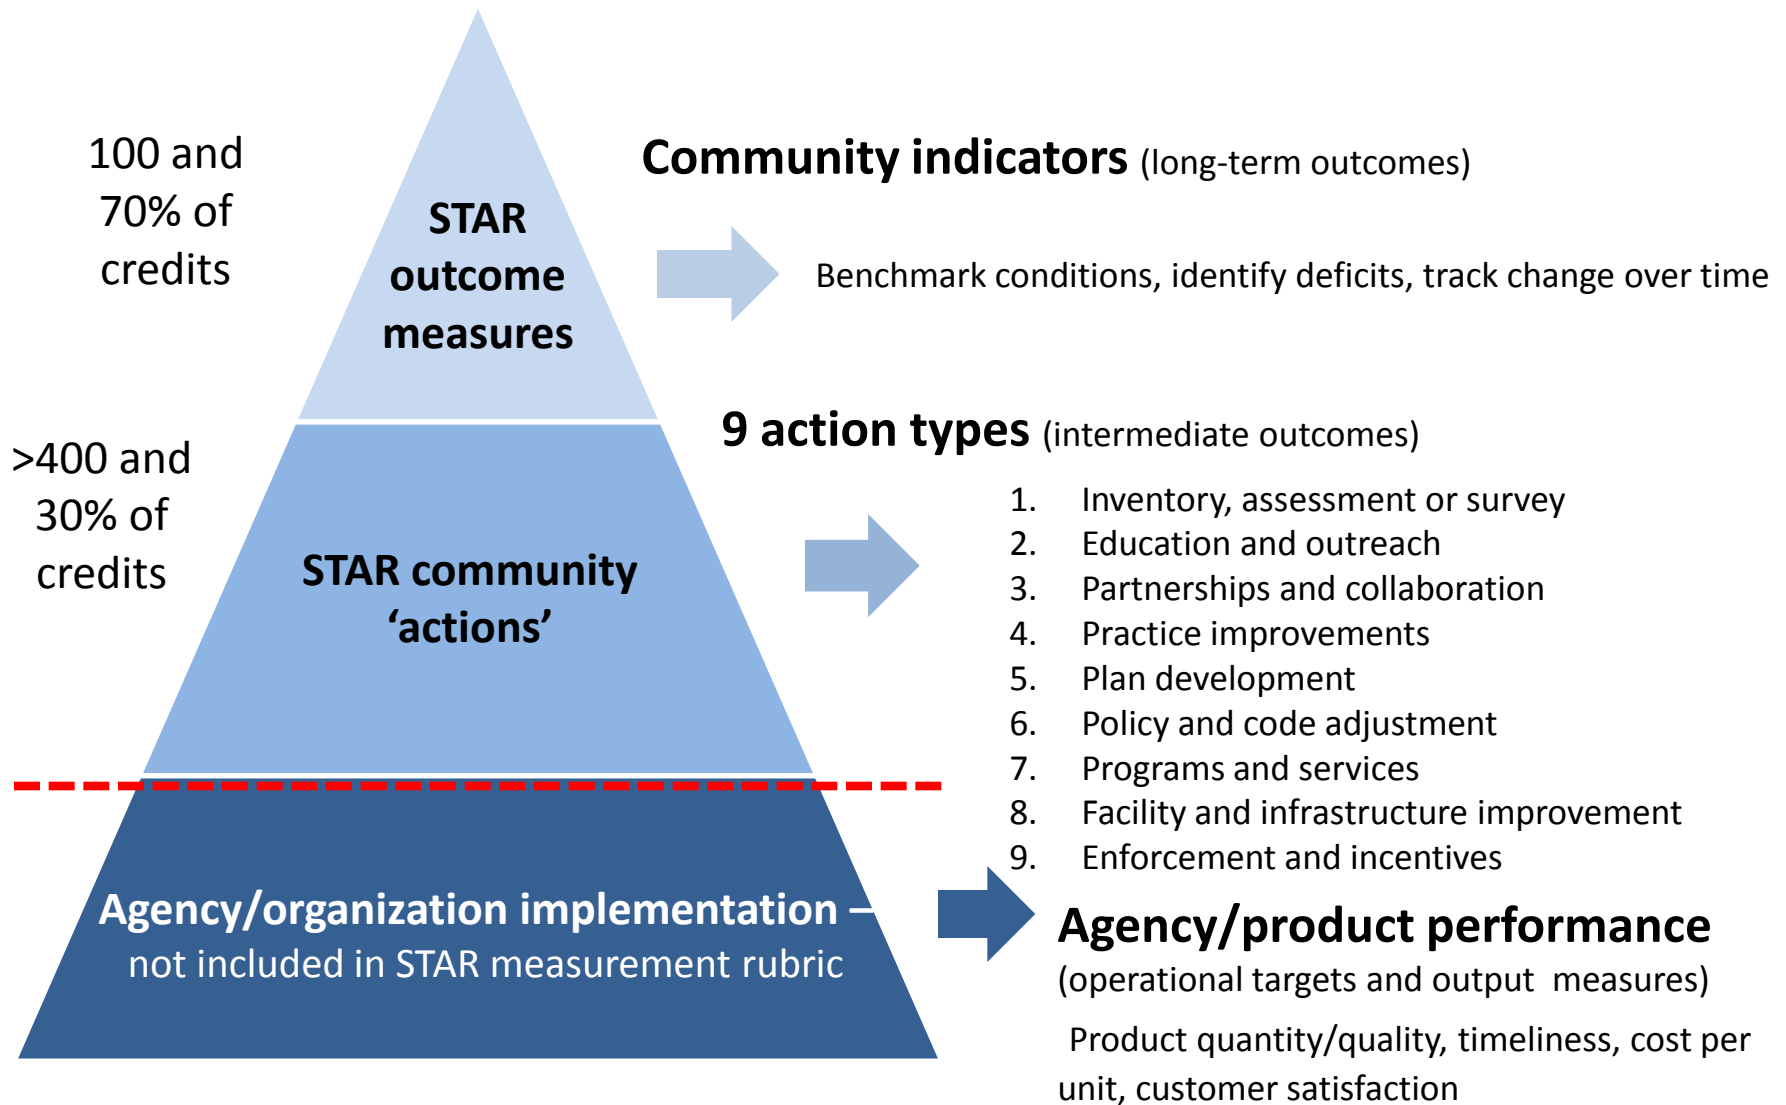 100 and
70% of
credits
STAR
outcome
measures
Community indicators (long-term outcomes)
Benchmark conditions, identify deficits, track change over time
>400 and
30% of
credits
STAR community
‘actions’
9 action types (intermediate outcomes)
1. Inventory, assessment or survey
2. Education and outreach
3. Partnerships and collaboration
4. Practice improvements
5. Plan development
6. Policy and code adjustment
7. Programs and services
8. Facility and infrastructure improvement
9. Enforcement and incentives
Agency/organization implementation –
not included in STAR measurement rubric
Agency/product performance
(operational targets and output measures)
Product quantity/quality, timeliness, cost per
unit, customer satisfaction